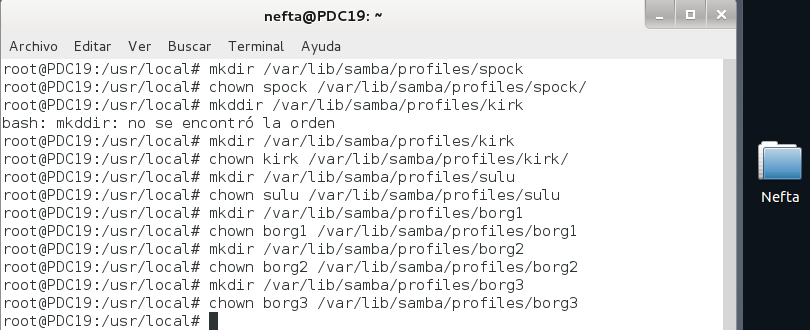 nefta@PDC19: ~
Archivo Editar Ver Buscar Terminal Ayuda
root@PDC19:/usr/local# mkdir /var/lib/samba/profiles/spock
root@PDC19:/usr/local# chown spock /var/lib/samba/profiles/spock/
root@PDC19:/usr/local# mkddir /var/lib/samba/profiles/kirk
bash: mkddir: no se encontró la orden
root@PDC19:/usr/local# mkdir /var/lib/samba/profiles/kirk
root@PDC19:/usr/local# chown kirk /var/lib/samba/profiles/kirk/
root@PDC19:/usr/local# mkdir /var/lib/samba/profiles/sulu
root@PDC19:/usr/local# chown sulu /var/lib/samba/profiles/sulu
root@PDC19:/usr/local# mkdir /var/lib/samba/profiles/borg1
root@PDC19:/usr/local# chown borg1 /var/lib/samba/profiles/borg1
root@PDC19:/usr/local# mkdir /var/lib/samba/profiles/borg2
root@PDC19:/usr/local# chown borg2 /var/lib/samba/profiles/borg2
root@PDC19:/usr/local# mkdir /var/lib/samba/profiles/borg3
root@PDC19:/usr/local# chown borg3 /var/lib/samba/profiles/borg3
root@PDC19:/usr/local#
Nefta